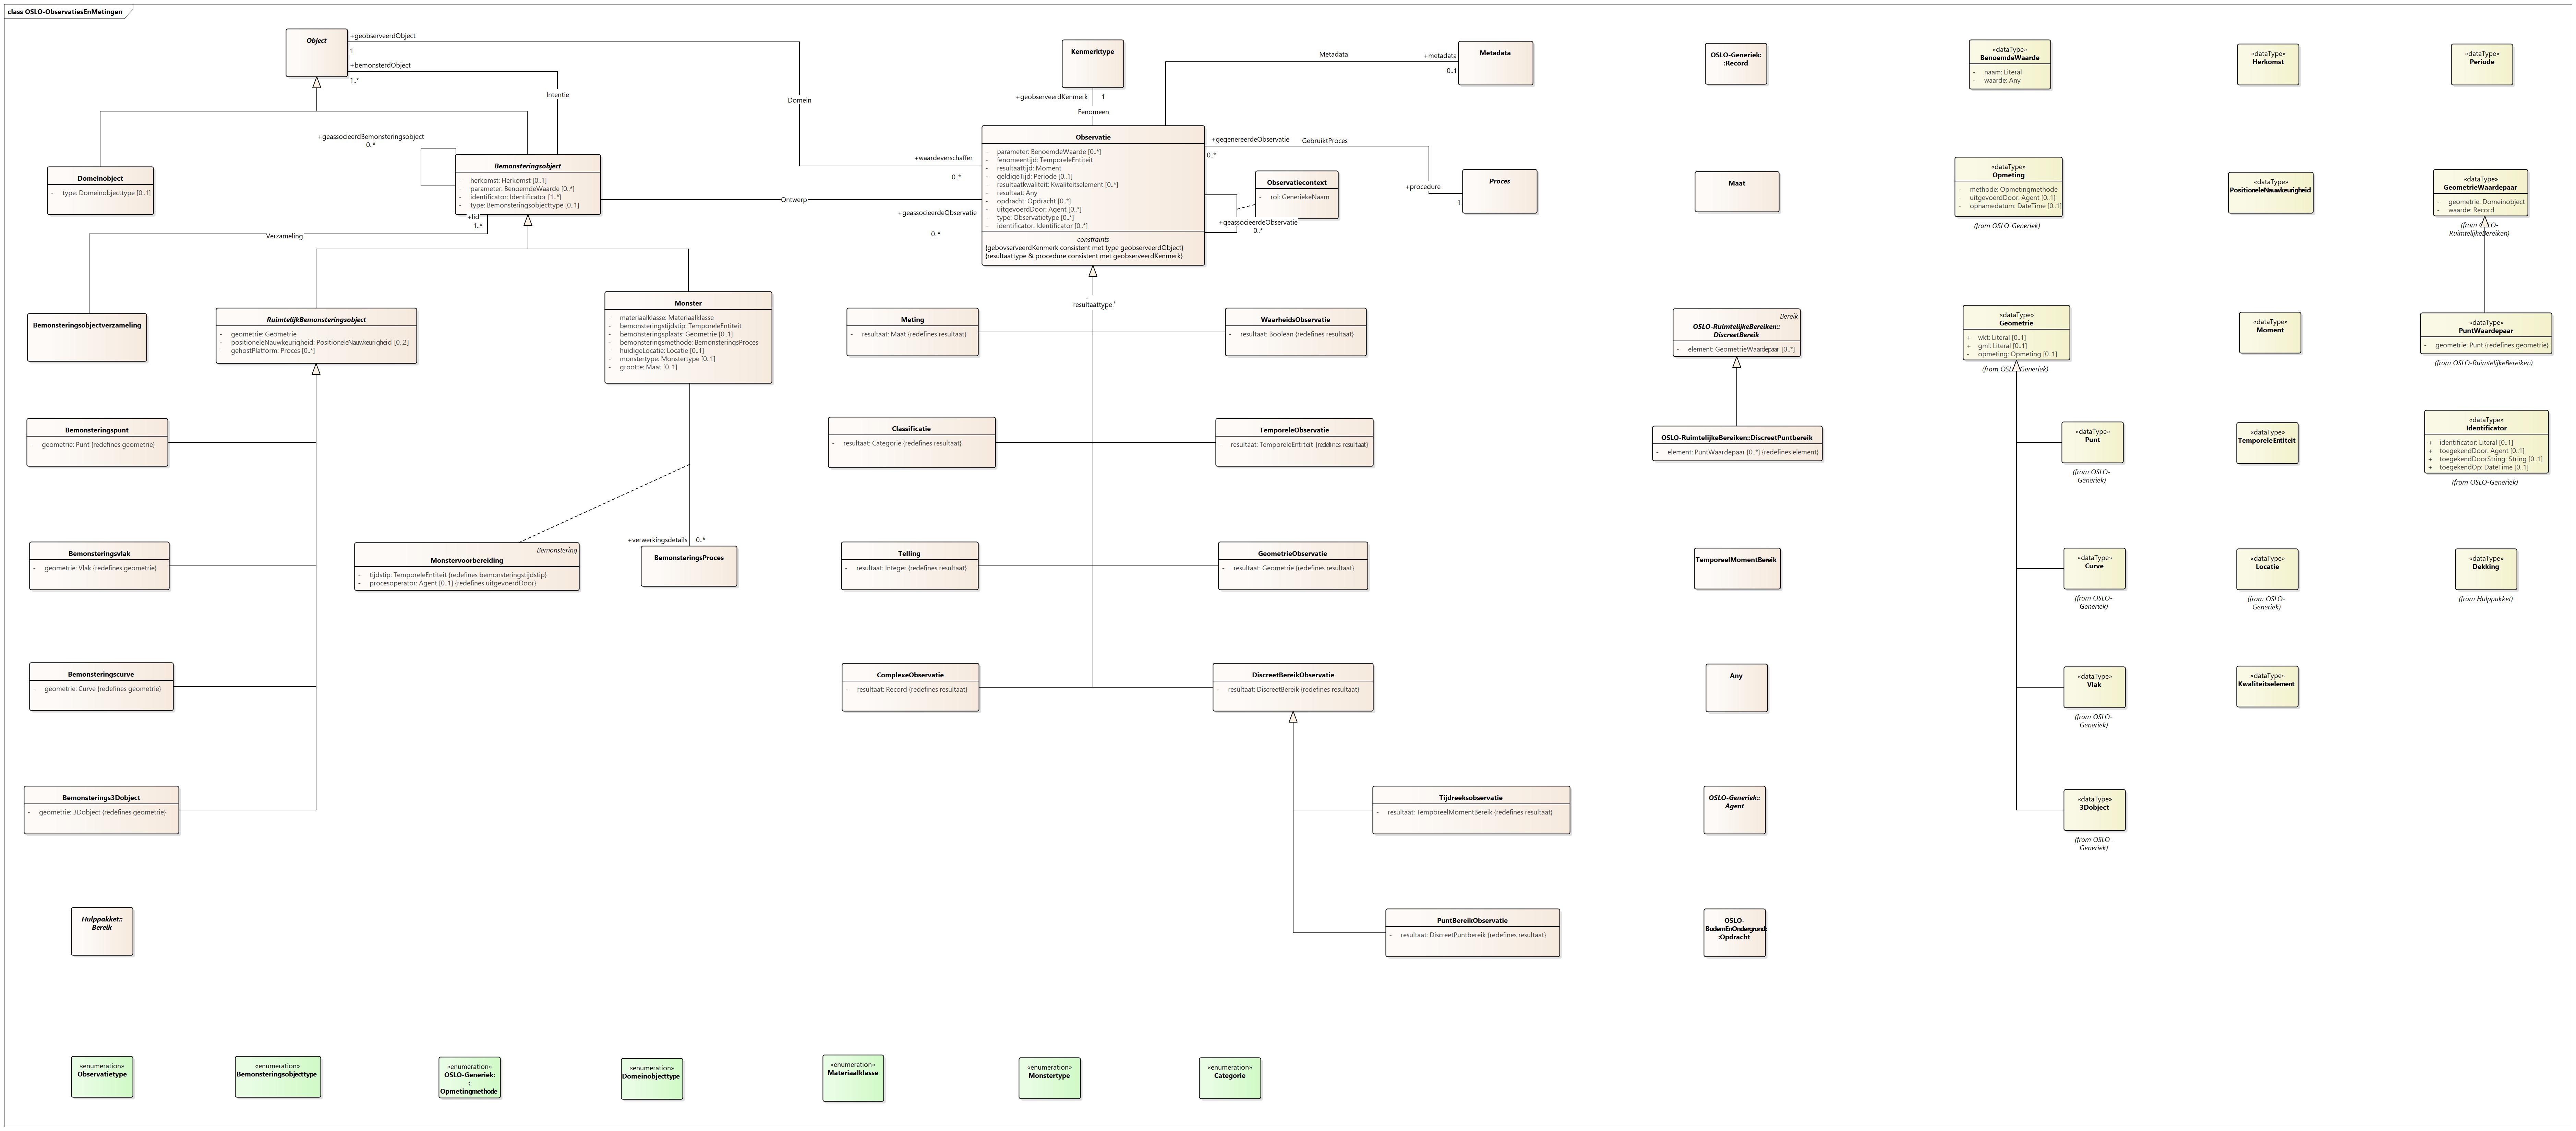 class OSLO-ObservatiesEnMetingen
Object
+geobserveerdObject
1
+bemonsterdObject
1..*
Intentie
Domein
Kenmerktype
+geobserveerdKenmerk
1
Fenomeen
Metadata
+metadata
0..1
Metadata
Domeinobject
- type: Domeinobjecttype [0..1]
+geassocieerdBemonsteringsobject
0..*
Bemonsteringsobject
- herkomst: Herkomst [0..1]
- parameter: BenoemdeWaarde [0..*]
- identificator: Identificator [1..*]
- type: Bemonsteringsobjecttype [0..1]
+lid
1..*
Verzameling
+waardeverschaffer
0..*
Ontwerp
+geassocieerdeObservatie
0..*
Observatie
- parameter: BenoemdeWaarde [0..*]
- fenomeentijd: TemporeleEntiteit
- resultaattijd: Moment
- geldigeTijd: Periode [0..1]
- resultaatkwaliteit: Kwaliteitselement [0..*]
- resultaat: Any
- opdracht: Opdracht [0..*]
- uitgevoerdDoor: Agent [0..*]
- type: Observatietype [0..*]
- identificator: Identificator [0..*]
constraints
{gebovserveerdKenmerk consistent met type geobserveerdObject}
{resultaattype & procedure consistent met geobserveerdKenmerk}
+gegenereerdeObservatie
0..*
GebruiktProces
+procedure
1
Proces
Observatiecontext
- rol: GeneriekeNaam
+geassocieerdeObservatie
0..*
Bemonsteringsobjectverzameling
RuimtelijkBemonsteringsobject
- geometrie: Geometrie
- positioneleNauwkeurigheid: PositioneleNauwkeurigheid [0..2]
- gehostPlatform: Proces [0..*]
Monster
- materiaalklasse: Materiaalklasse
- bemonsteringstijdstip: TemporeleEntiteit
- bemonsteringsplaats: Geometrie [0..1]
- bemonsteringsmethode: BemonsteringsProces
- huidigeLocatie: Locatie [0..1]
- monstertype: Monstertype [0..1]
- grootte: Maat [0..1]
resultaattype
Meting
- resultaat: Maat {redefines resultaat}
WaarheidsObservatie
- resultaat: Boolean {redefines resultaat}
Bemonsteringspunt
- geometrie: Punt {redefines geometrie}
Classificatie
- resultaat: Categorie {redefines resultaat}
TemporeleObservatie
- resultaat: TemporeleEntiteit {redefines resultaat}
Bemonsteringsvlak
- geometrie: Vlak {redefines geometrie}
Bemonstering
Monstervoorbereiding
- tijdstip: TemporeleEntiteit {redefines bemonsteringstijdstip}
- procesoperator: Agent [0..1] {redefines uitgevoerdDoor}
+verwerkingsdetails
0..*
BemonsteringsProces
Telling
- resultaat: Integer {redefines resultaat}
GeometrieObservatie
- resultaat: Geometrie {redefines resultaat}
Bemonsteringscurve
- geometrie: Curve {redefines geometrie}
ComplexeObservatie
- resultaat: Record {redefines resultaat}
DiscreetBereikObservatie
- resultaat: DiscreetBereik {redefines resultaat}
Bemonsterings3Dobject
- geometrie: 3Dobject {redefines geometrie}
Tijdreeksobservatie
- resultaat: TemporeelMomentBereik {redefines resultaat}
Hulppakket::
Bereik
PuntBereikObservatie
- resultaat: DiscreetPuntbereik {redefines resultaat}
OSLO-Generiek:
:Record
Maat
Bereik
OSLO-RuimtelijkeBereiken::
DiscreetBereik
- element: GeometrieWaardepaar [0..*]
OSLO-RuimtelijkeBereiken::DiscreetPuntbereik
- element: PuntWaardepaar [0..*] {redefines element}
TemporeelMomentBereik
Any
OSLO-Generiek::
Agent
OSLO-
BodemEnOndergrond:
:Opdracht
«dataType»
BenoemdeWaarde
- naam: Literal
- waarde: Any
«dataType»
Herkomst
«dataType»
Periode
«dataType»
Opmeting
- methode: Opmetingmethode
- uitgevoerdDoor: Agent [0..1]
- opnamedatum: DateTime [0..1]
(from OSLO-Generiek)
«dataType»
PositioneleNauwkeurigheid
«dataType»
GeometrieWaardepaar
- geometrie: Domeinobject
- waarde: Record
(from OSLO-
RuimtelijkeBereiken)
«dataType»
Geometrie
+ wkt: Literal [0..1]
+ gml: Literal [0..1]
- opmeting: Opmeting [0..1]
(from OSLO-Generiek)
«dataType»
Moment
«dataType»
PuntWaardepaar
- geometrie: Punt {redefines geometrie}
(from OSLO-RuimtelijkeBereiken)
«dataType»
Punt
(from OSLO-
Generiek)
«dataType»
TemporeleEntiteit
«dataType»
Identificator
+ identificator: Literal [0..1]
+ toegekendDoor: Agent [0..1]
+ toegekendDoorString: String [0..1]
+ toegekendOp: DateTime [0..1]
(from OSLO-Generiek)
«dataType»
Curve
(from OSLO-
Generiek)
«dataType»
Locatie
(from OSLO-
Generiek)
«dataType»
Dekking
(from Hulppakket)
«dataType»
Vlak
(from OSLO-
Generiek)
«dataType»
Kwaliteitselement
«dataType»
3Dobject
(from OSLO-
Generiek)
«enumeration»
Observatietype
«enumeration»
Bemonsteringsobjecttype
«enumeration»
OSLO-Generiek:
:
Opmetingmethode
«enumeration»
Domeinobjecttype
«enumeration»
Materiaalklasse
«enumeration»
Monstertype
«enumeration»
Categorie